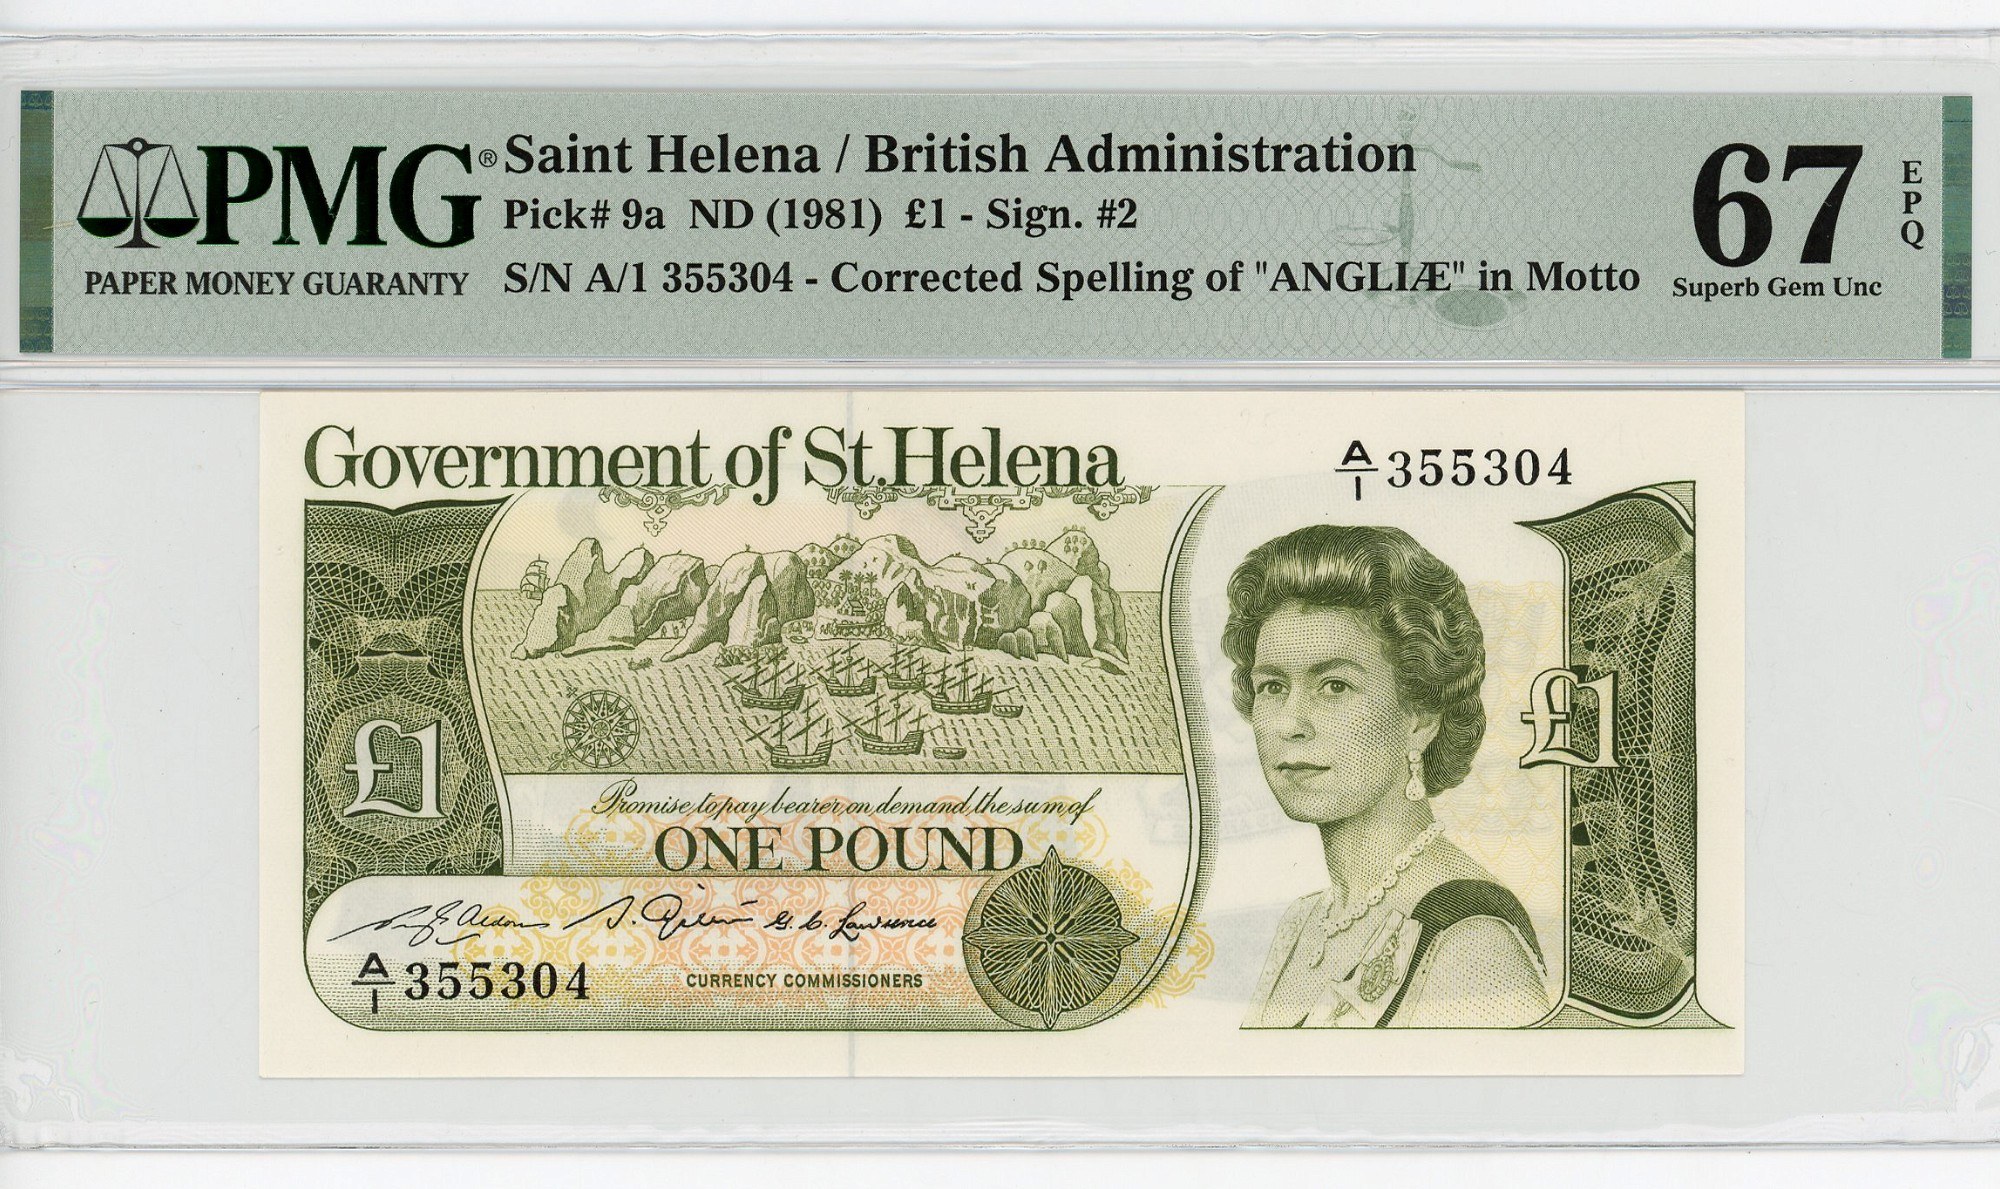 PMG®
PAPER MONEY GUARANTY
Saint Helena / British Administration
Pick# 9a ND (1981) £1 - Sign. #2
S/N A/1 355304 - Corrected Spelling of "ANGLIÆ" in Motto
67
EPQ
Superb Gem Unc
Government of St.Helena
A/1 355304
£1
£1
Promise to pay bearer on demand the sum of
ONE POUND
G. C. Lawrence
A/1 355304
CURRENCY COMMISSIONERS